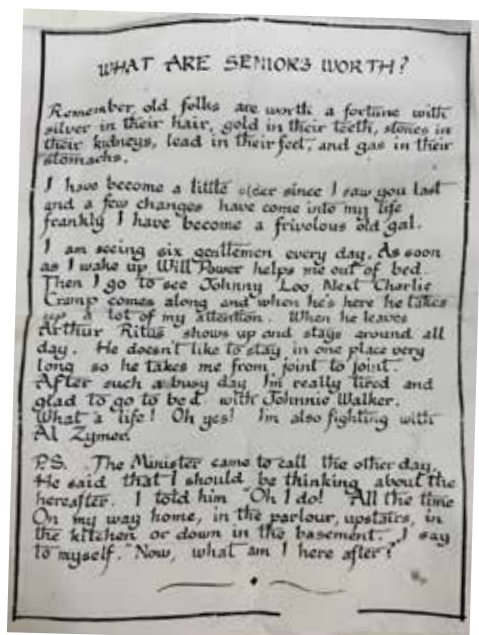 WHAT ARE SENIORS WORTH?
Remember, old folks are worth a fortune with
silver in their hair, gold in their teeth, stones in
their kidneys, lead in their feet, and gas in their
stomachs.
I have become a little older since I saw you last
and a few changes have come into my life
frankly I have become a frivolous old gal.
I am seeing six gentlemen every day. As soon
as I wake up, Will Power helps me out of bed.
Then I go to see Johnny Loo. Next Charlie
Cramp comes along and when he's here he takes
up a lot of my attention. When he leaves
Arthur Ritus shows up and stays around all
day. He doesn't like to stay in one place very
long so he takes me from joint to joint.
After such a busy day I'm really tired and
glad to go to bed with Johnnie Walker.
What a life! Oh yes! I'm also fighting with
Al Zymer.
P.S. The Minister came to call the other day.
He said that I should be thinking about the
hereafter. I told him "Oh I do! All the time
On my way home, in the parlour, upstairs, in
the kitchen or down in the basement. I say
to myself. "Now, what am I here after?"